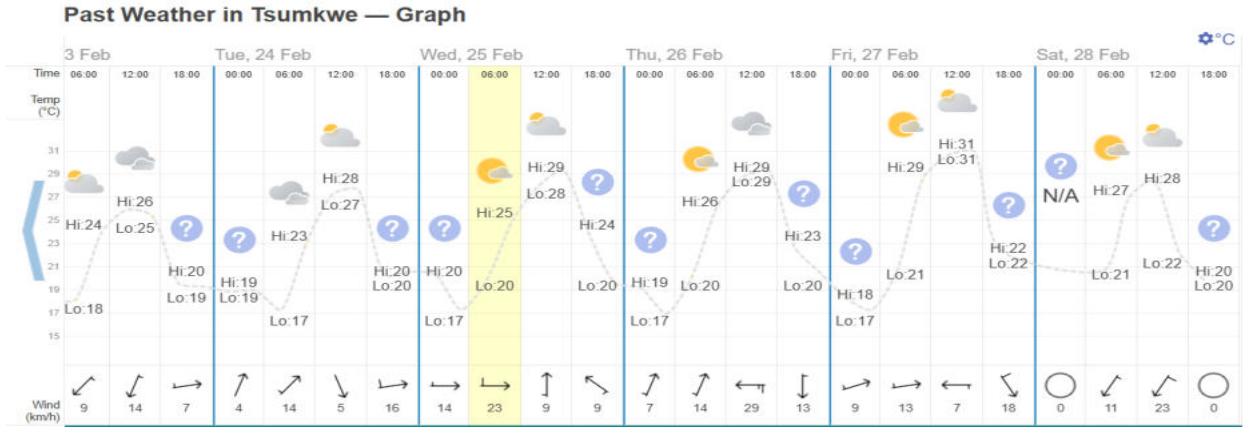 Past Weather in Tsumkwe — Graph
°C
3 Feb Tue, 24 Feb Wed, 25 Feb Thu, 26 Feb Fri, 27 Feb Sat, 28 Feb
Time 06:00 12:00 18:00 00:00 06:00 12:00 18:00 00:00 06:00 12:00 18:00 00:00 06:00 12:00 18:00 00:00 06:00 12:00 18:00 00:00 06:00 12:00 18:00
Temp
(°C)
31
29
27
25
23
21
19
17
15
Hi:24 Hi:26 Hi:20 Hi:19 Hi:23 Hi:28 Hi:20 Hi:20 Hi:25 Hi:29 Hi:24 Hi:19 Hi:26 Hi:29 Hi:23 Hi:18 Hi:29 Hi:31 Hi:22 N/A Hi:27 Hi:28 Hi:20
Lo:18 Lo:25 Lo:19 Lo:19 Lo:17 Lo:27 Lo:20 Lo:17 Lo:20 Lo:28 Lo:20 Lo:17 Lo:20 Lo:29 Lo:20 Lo:17 Lo:21 Lo:31 Lo:22 Lo:21 Lo:22 Lo:20
? ? ? ? ? ? ? ? ? ? ?
Wind
(km/h)
9 14 7 4 14 5 16 14 23 9 9 7 14 29 13 9 13 7 18 0 11 23 0